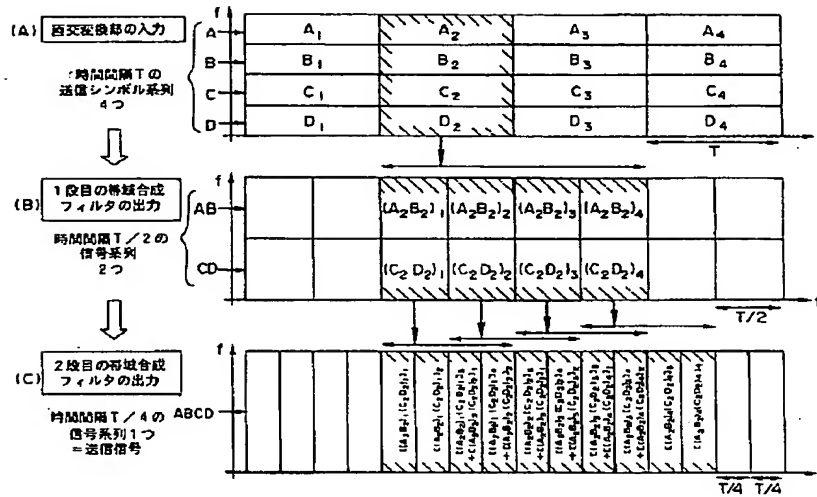 (A)
直交変換部の入力
時間間隔Tの
送信シンボル系列
4つ
f
A
B
C
D
A1 A2 A3 A4
B1 B2 B3 B4
C1 C2 C3 C4
D1 D2 D3 D4
T
(B)
1段目の帯域合成
フィルタの出力
時間間隔T/2の
信号系列
2つ
f
AB
CD
(A2B2)1 (A2B2)2 (A2B2)3 (A2B2)4
(C2D2)1 (C2D2)2 (C2D2)3 (C2D2)4
T/2
(C)
2段目の帯域合成
フィルタの出力
時間間隔T/4の
信号系列1つ
=送信信号
f
ABCD
T/4 T/4